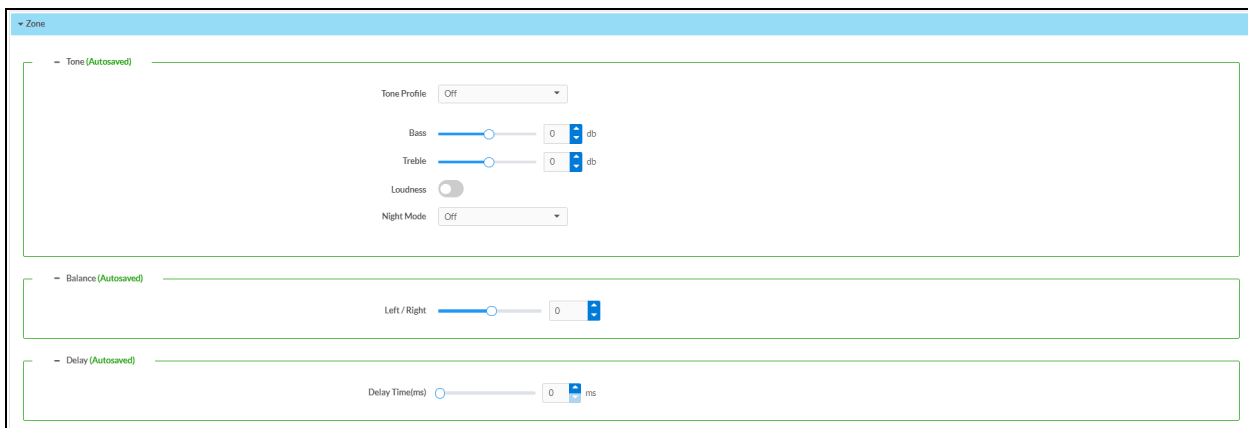 Zone
– Tone (Autosaved)
Tone Profile Off
Bass 0 db
Treble 0 db
Loudness
Night Mode Off
– Balance (Autosaved)
Left / Right 0
– Delay (Autosaved)
Delay Time(ms) 0 ms